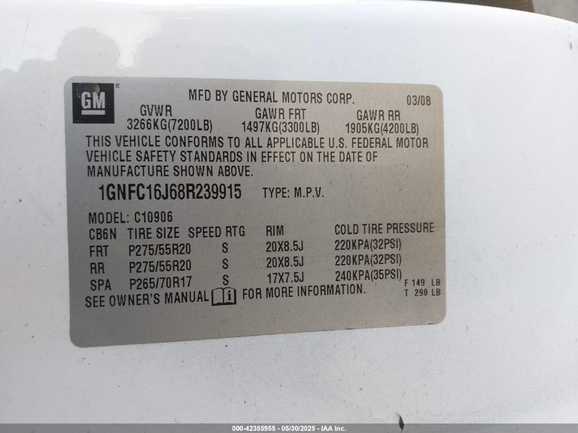 GM
MFD BY GENERAL MOTORS CORP. 03/08
GVWR GAWR FRT GAWR RR
3266KG(7200LB) 1497KG(3300LB) 1905KG(4200LB)
THIS VEHICLE CONFORMS TO ALL APPLICABLE U.S. FEDERAL MOTOR
VEHICLE SAFETY STANDARDS IN EFFECT ON THE DATE OF
MANUFACTURE SHOWN ABOVE.
1GNFC16J68R239915 TYPE: M.P.V.
MODEL: C10906
CB6N TIRE SIZE SPEED RTG RIM COLD TIRE PRESSURE
FRT P275/55R20 S 20X8.5J 220KPA(32PSI)
RR P275/55R20 S 20X8.5J 220KPA(32PSI)
SPA P265/70R17 S 17X7.5J 240KPA(35PSI)
SEE OWNER'S MANUAL FOR MORE INFORMATION.
F 149 LB
T 299 LB
000-42355955 - 05/30/2025 - IAA Inc.